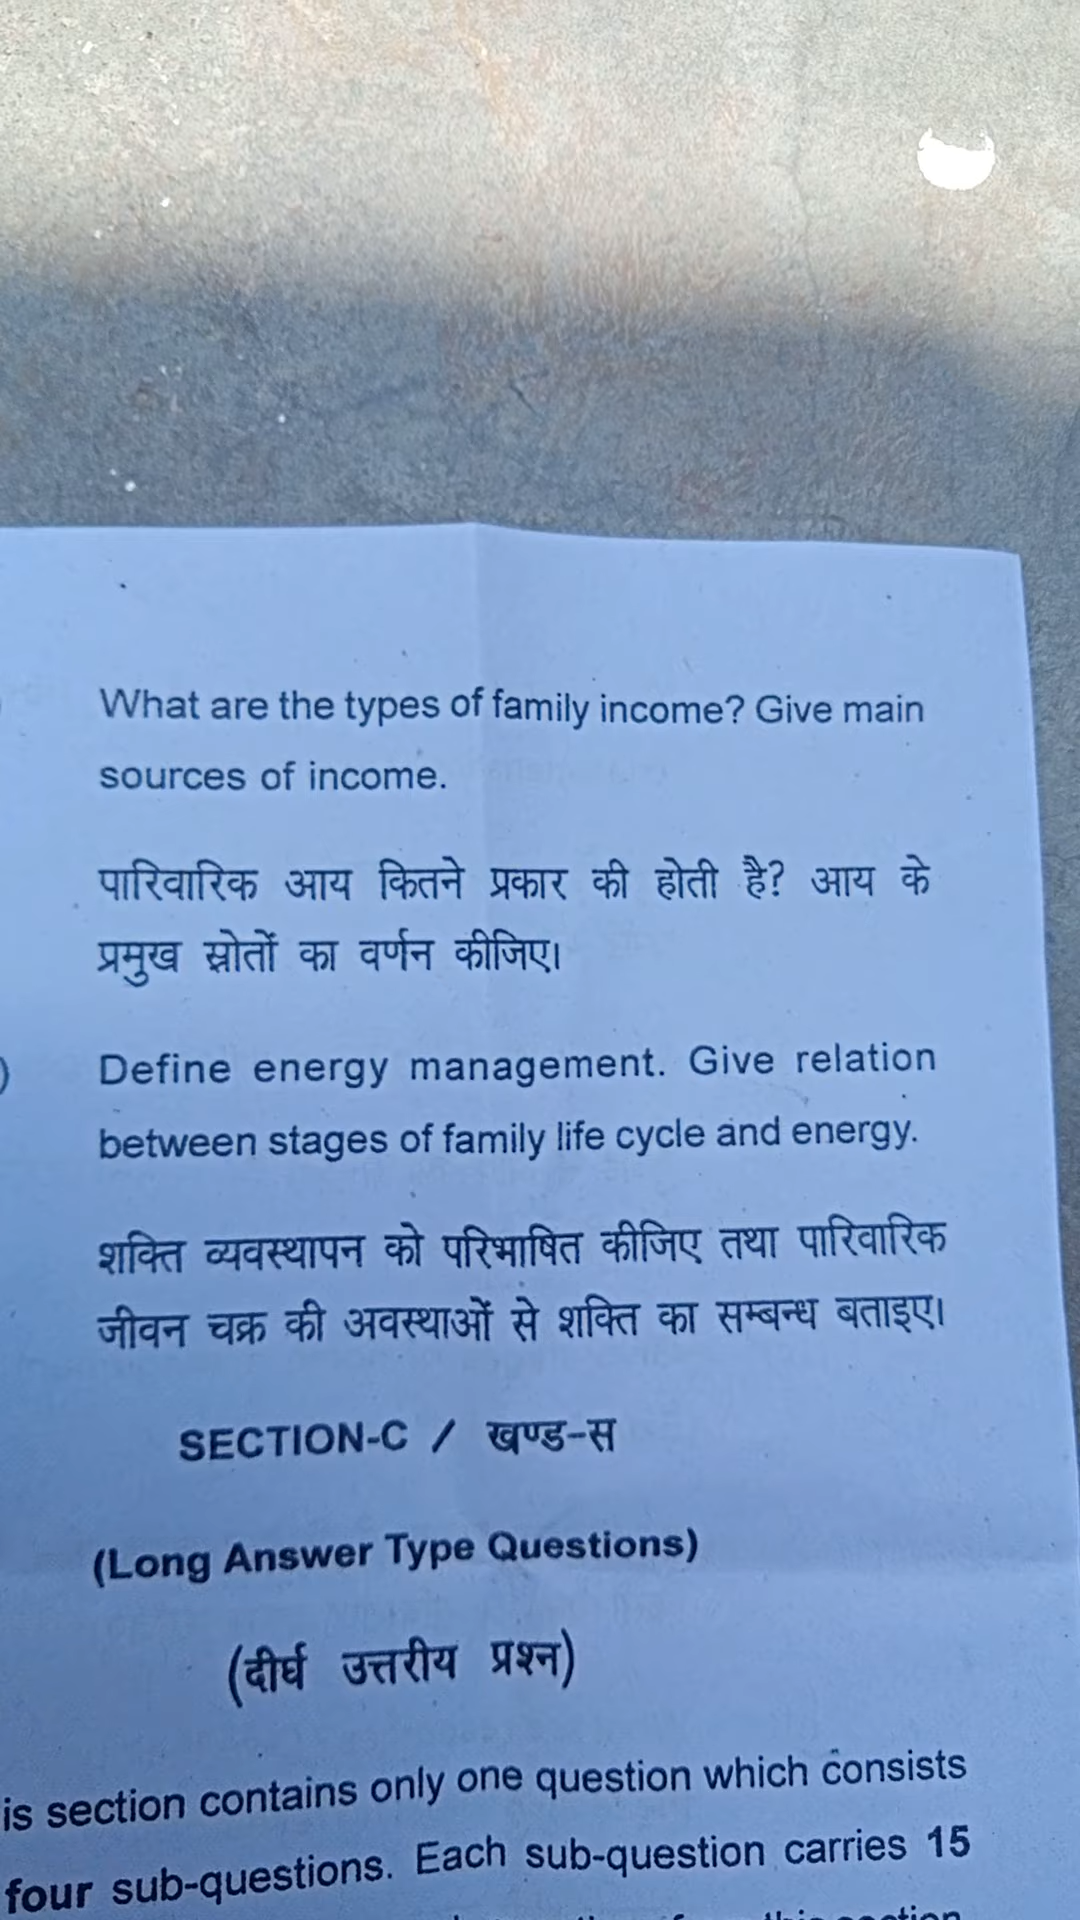 What are the types of family income? Give main
sources of income.
पारिवारिक आय कितने प्रकार की होती है? आय के
प्रमुख स्रोतों का वर्णन कीजिए।
) Define energy management. Give relation
between stages of family life cycle and energy.
शक्ति व्यवस्थापन को परिभाषित कीजिए तथा पारिवारिक
जीवन चक्र की अवस्थाओं से शक्ति का सम्बन्ध बताइए।
SECTION-C / खण्ड-स
(Long Answer Type Questions)
(दीर्घ उत्तरीय प्रश्न)
is section contains only one question which consists
four sub-questions. Each sub-question carries 15
this section